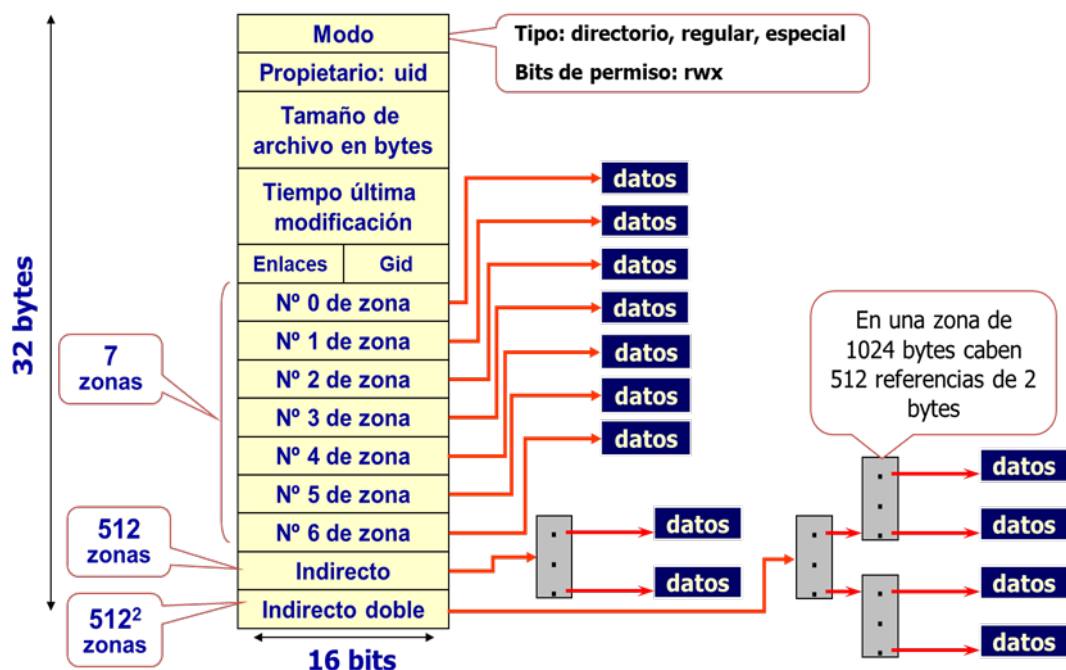 Modo
Tipo: directorio, regular, especial
Bits de permiso: rwx
Propietario: uid
Tamaño de
archivo en bytes
Tiempo última
modificación
Enlaces
Gid
32 bytes
7
zonas
Nº 0 de zona
Nº 1 de zona
Nº 2 de zona
Nº 3 de zona
Nº 4 de zona
Nº 5 de zona
Nº 6 de zona
512
zonas
Indirecto
512²
zonas
Indirecto doble
16 bits
datos
datos
datos
datos
datos
datos
datos
datos
datos
En una zona de
1024 bytes caben
512 referencias de 2
bytes
datos
datos
datos
datos